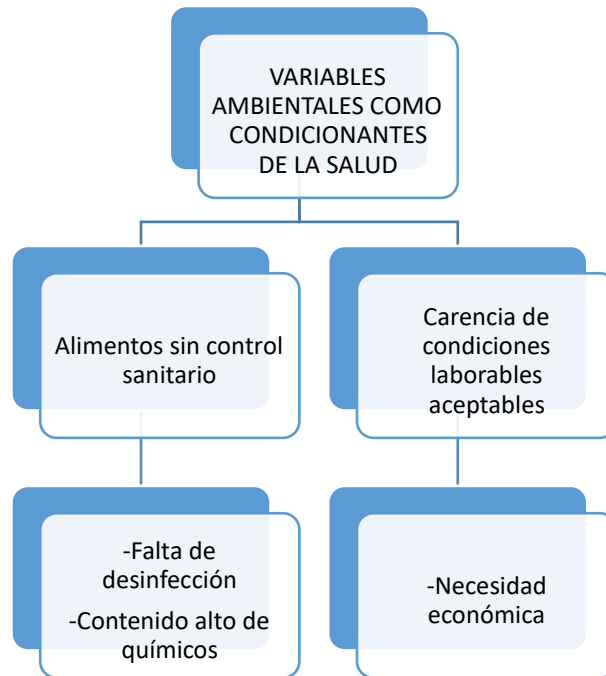 VARIABLES
AMBIENTALES COMO
CONDICIONANTES
DE LA SALUD
Alimentos sin control
sanitario
Carencia de
condiciones
laborables
aceptables
-Falta de
desinfección
-Contenido alto de
químicos
-Necesidad
económica